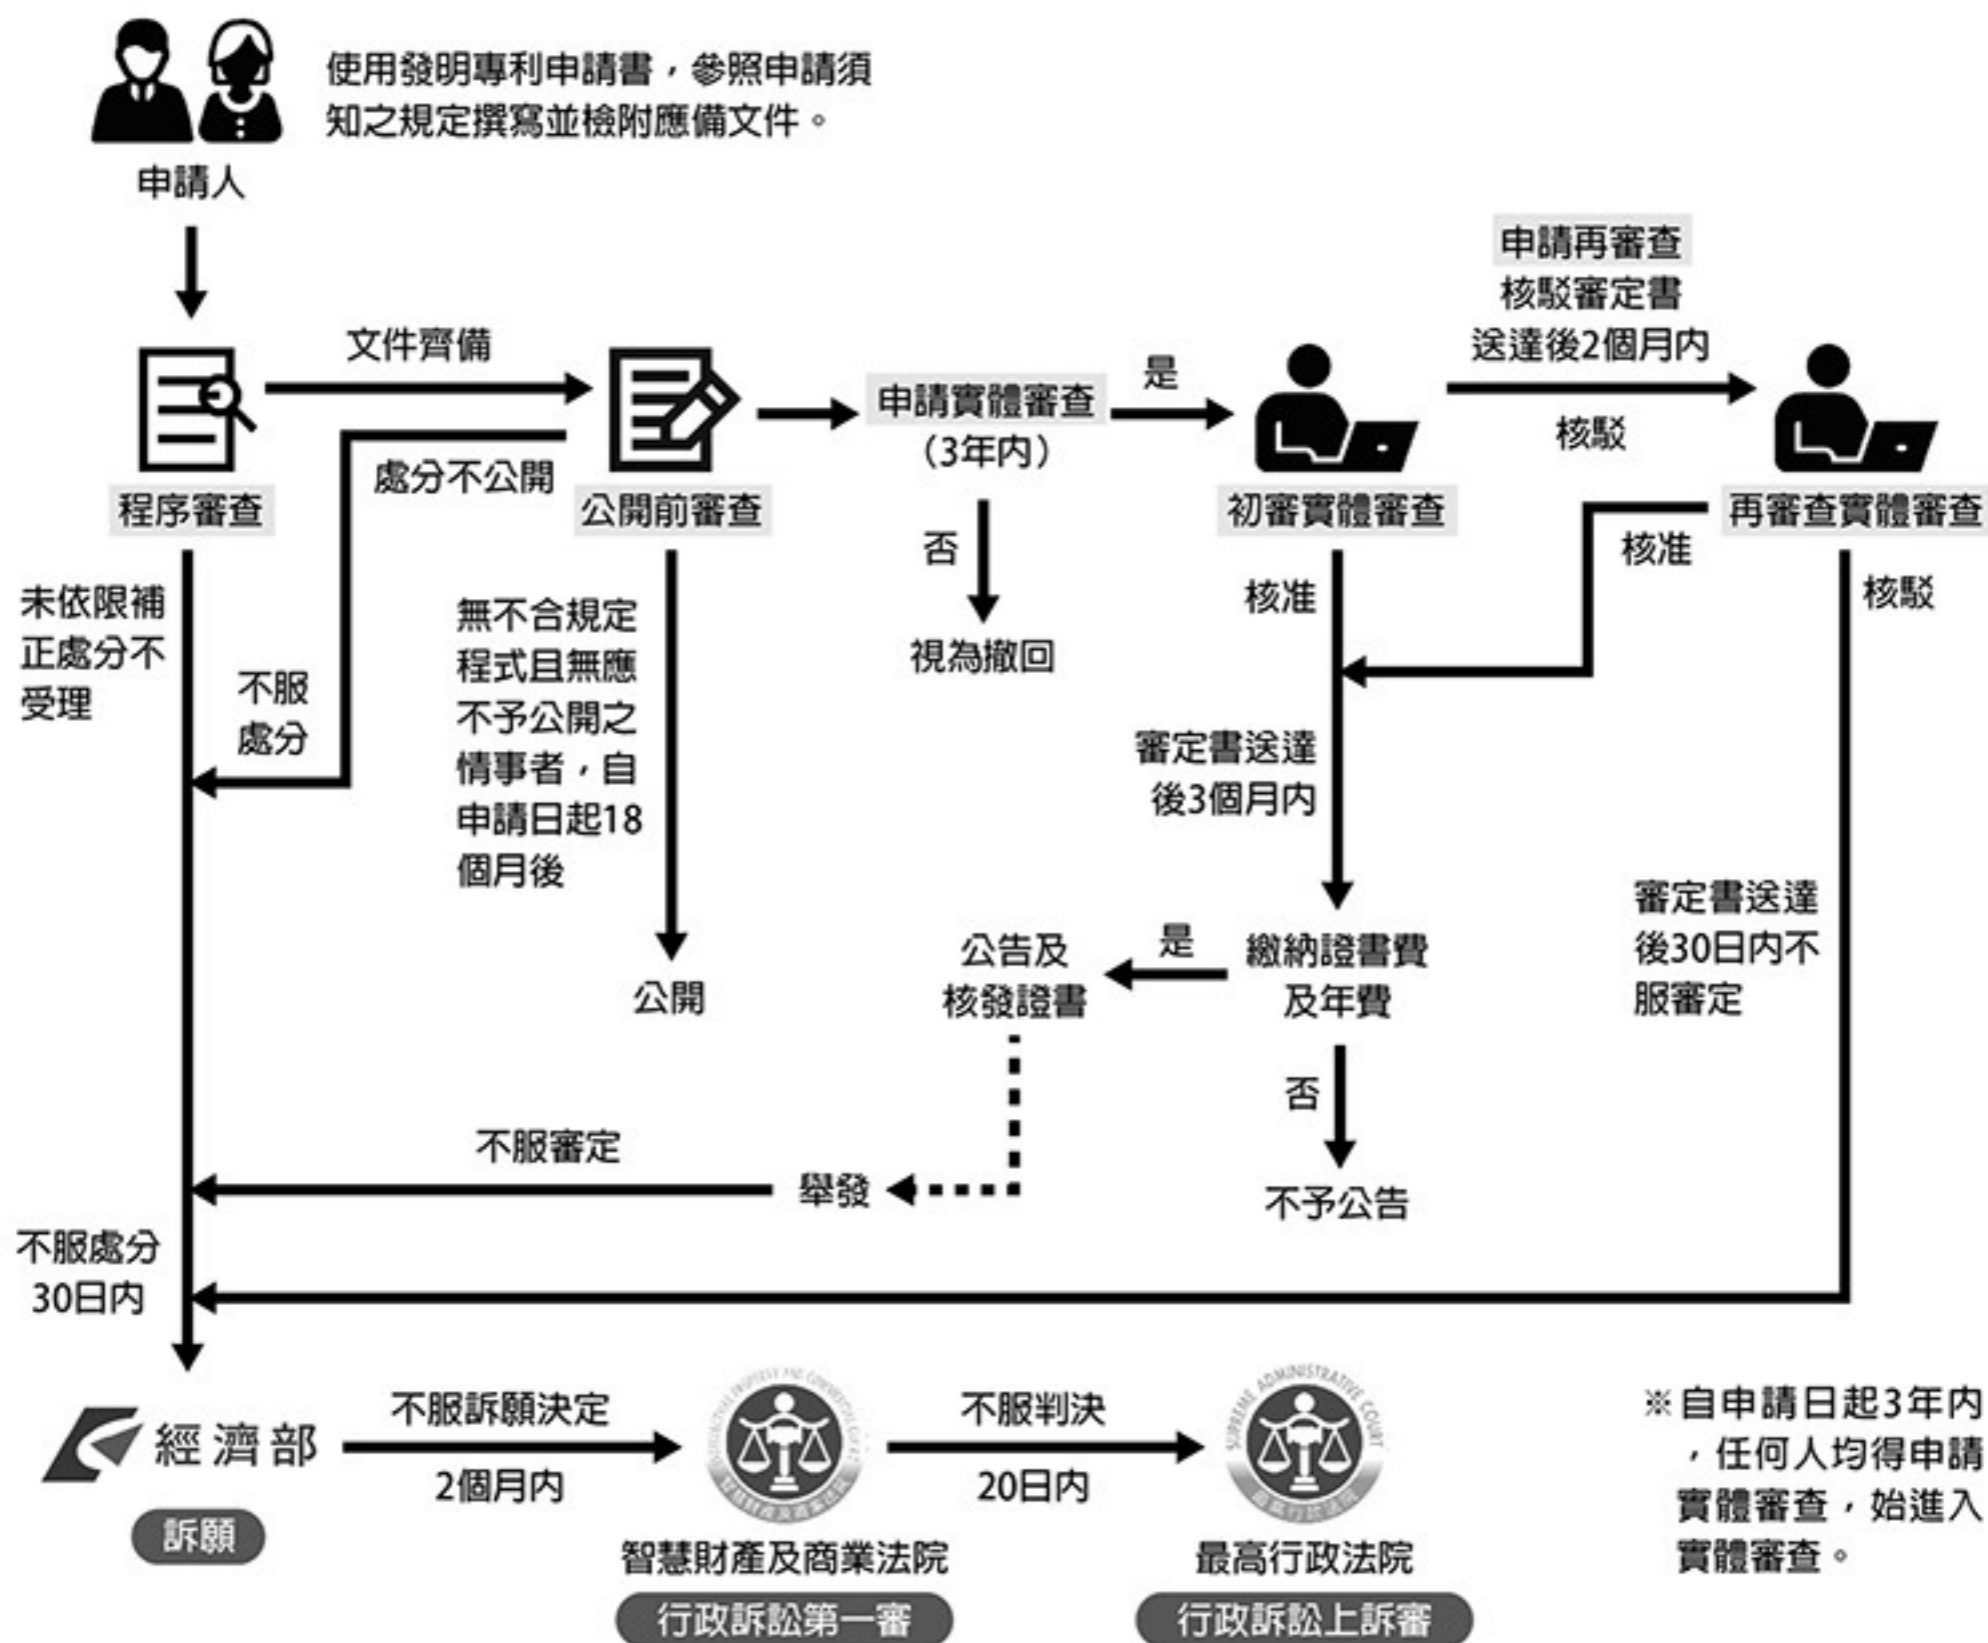 使用發明專利申請書，參照申請須
知之規定撰寫並檢附應備文件。
申請人
申請再審查
核駁審定書
送達後2個月內
文件齊備
是
申請實體審查
（3年內）
核駁
處分不公開
程序審查
公開前審查
初審實體審查
再審查實體審查
否
核准
核准
核駁
未依限補
正處分不
受理
無不合規定
程式且無應
不予公開之
情事者，自
申請日起18
個月後
視為撤回
不服
處分
審定書送達
後3個月內
審定書送達
後30日內不
服審定
公開
公告及
核發證書
是
繳納證書費
及年費
否
不服審定
舉發
不予公告
不服處分
30日內
經濟部
訴願
不服訴願決定
2個月內
智慧財產及商業法院
行政訴訟第一審
不服判決
20日內
SUPREME ADMINISTRATIVE COURT
最高行政法院
最高行政法院
行政訴訟上訴審
※自申請日起3年內
，任何人均得申請
實體審查，始進入
實體審查。